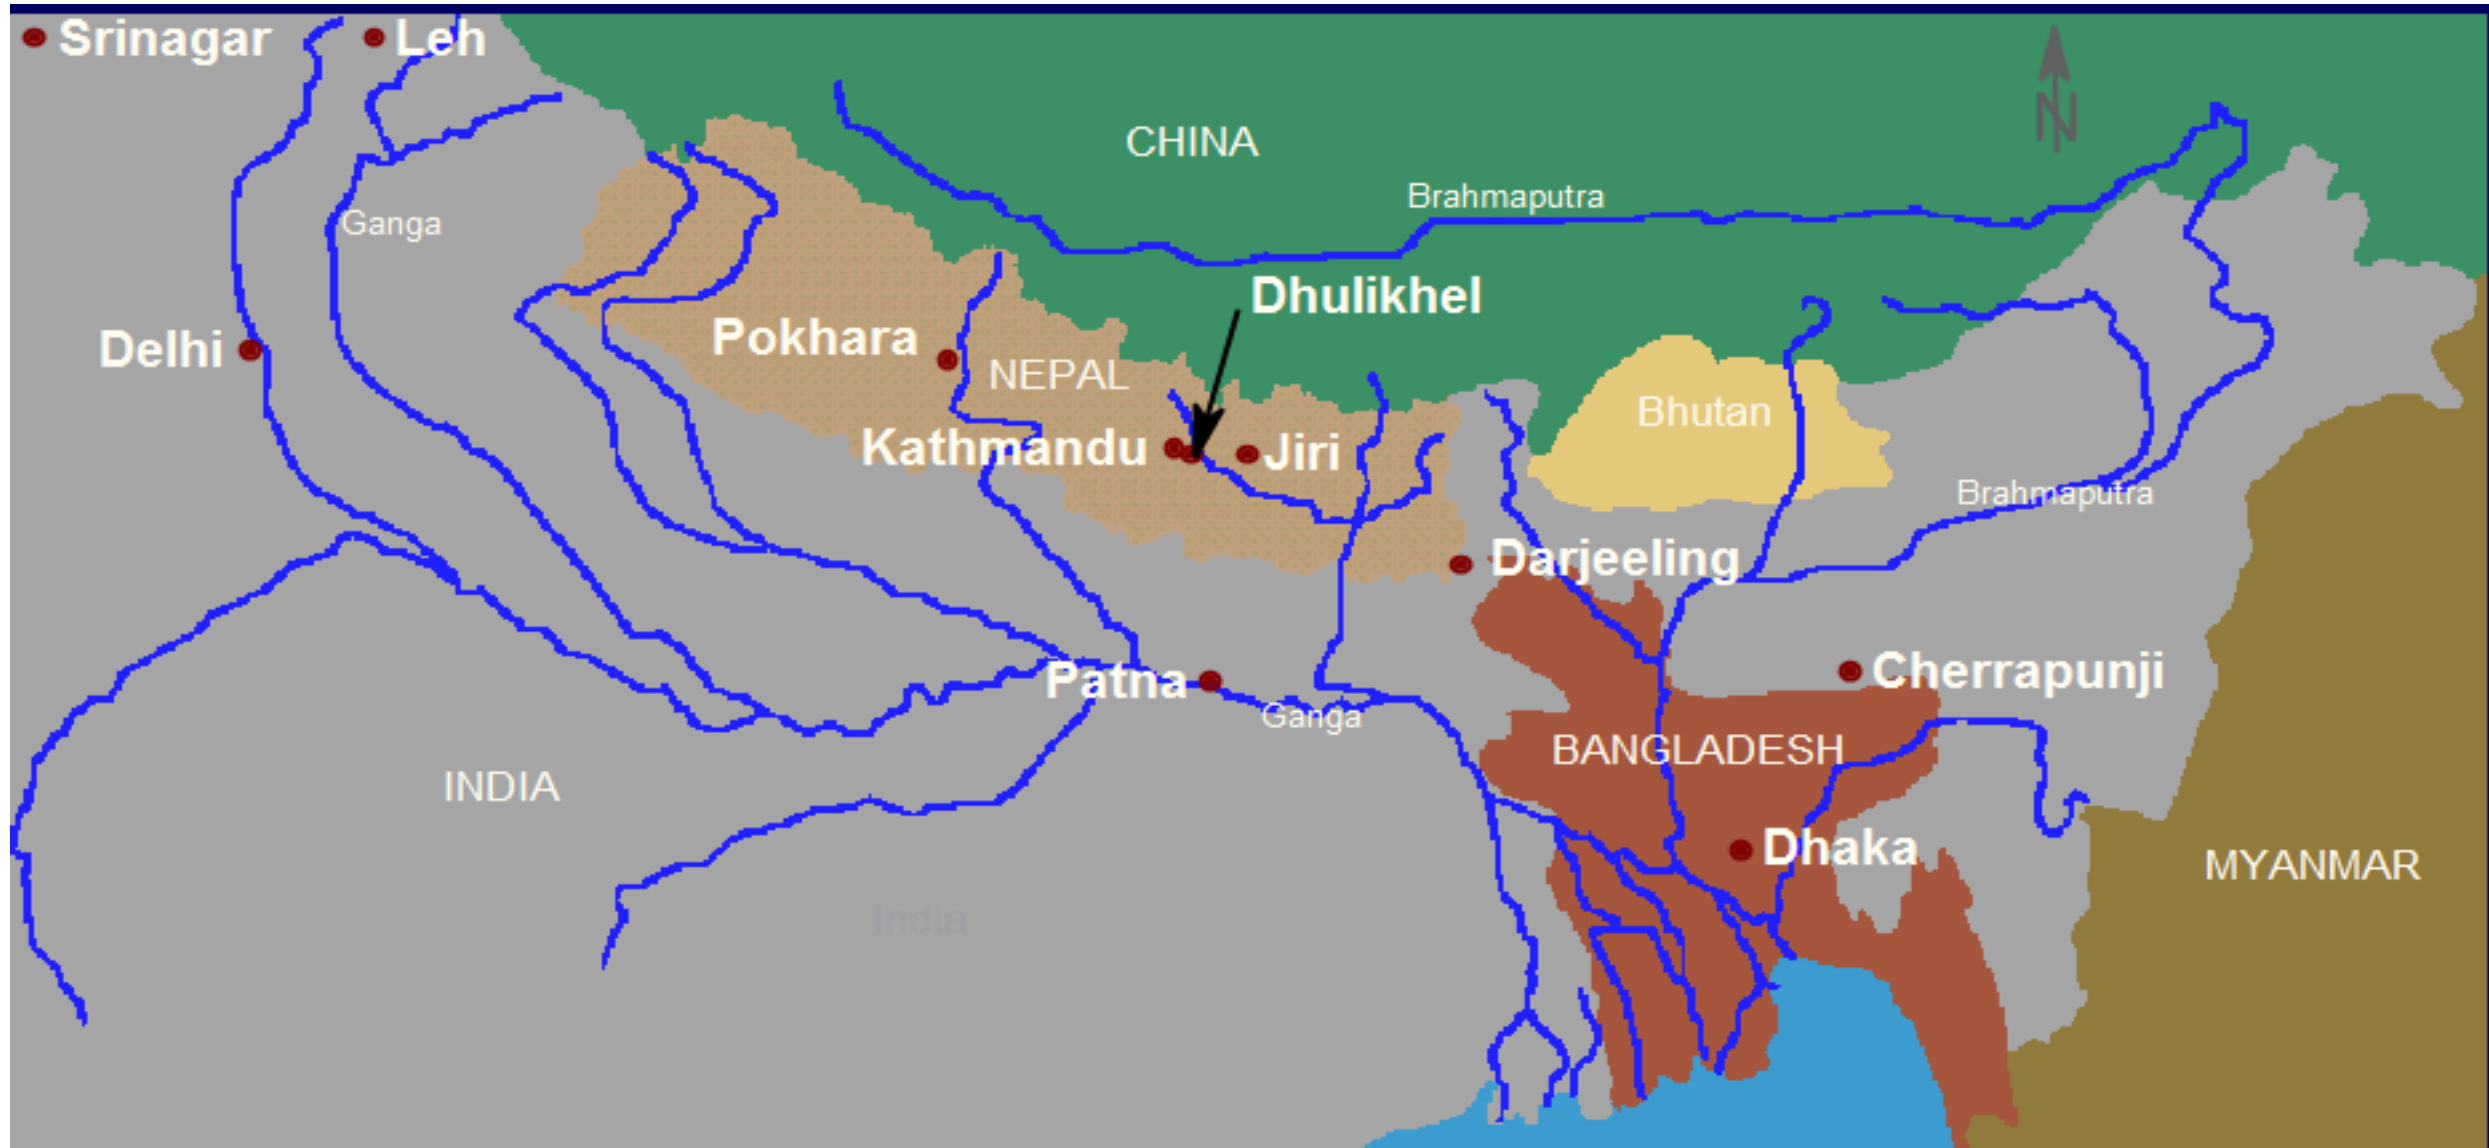 Srinagar
Leh
N
CHINA
Brahmaputra
Ganga
Dhulikhel
Delhi
Pokhara
NEPAL
Bhutan
Kathmandu
Jiri
Brahmaputra
Darjeeling
Patna
Cherrapunji
Ganga
BANGLADESH
INDIA
Dhaka
MYANMAR
India